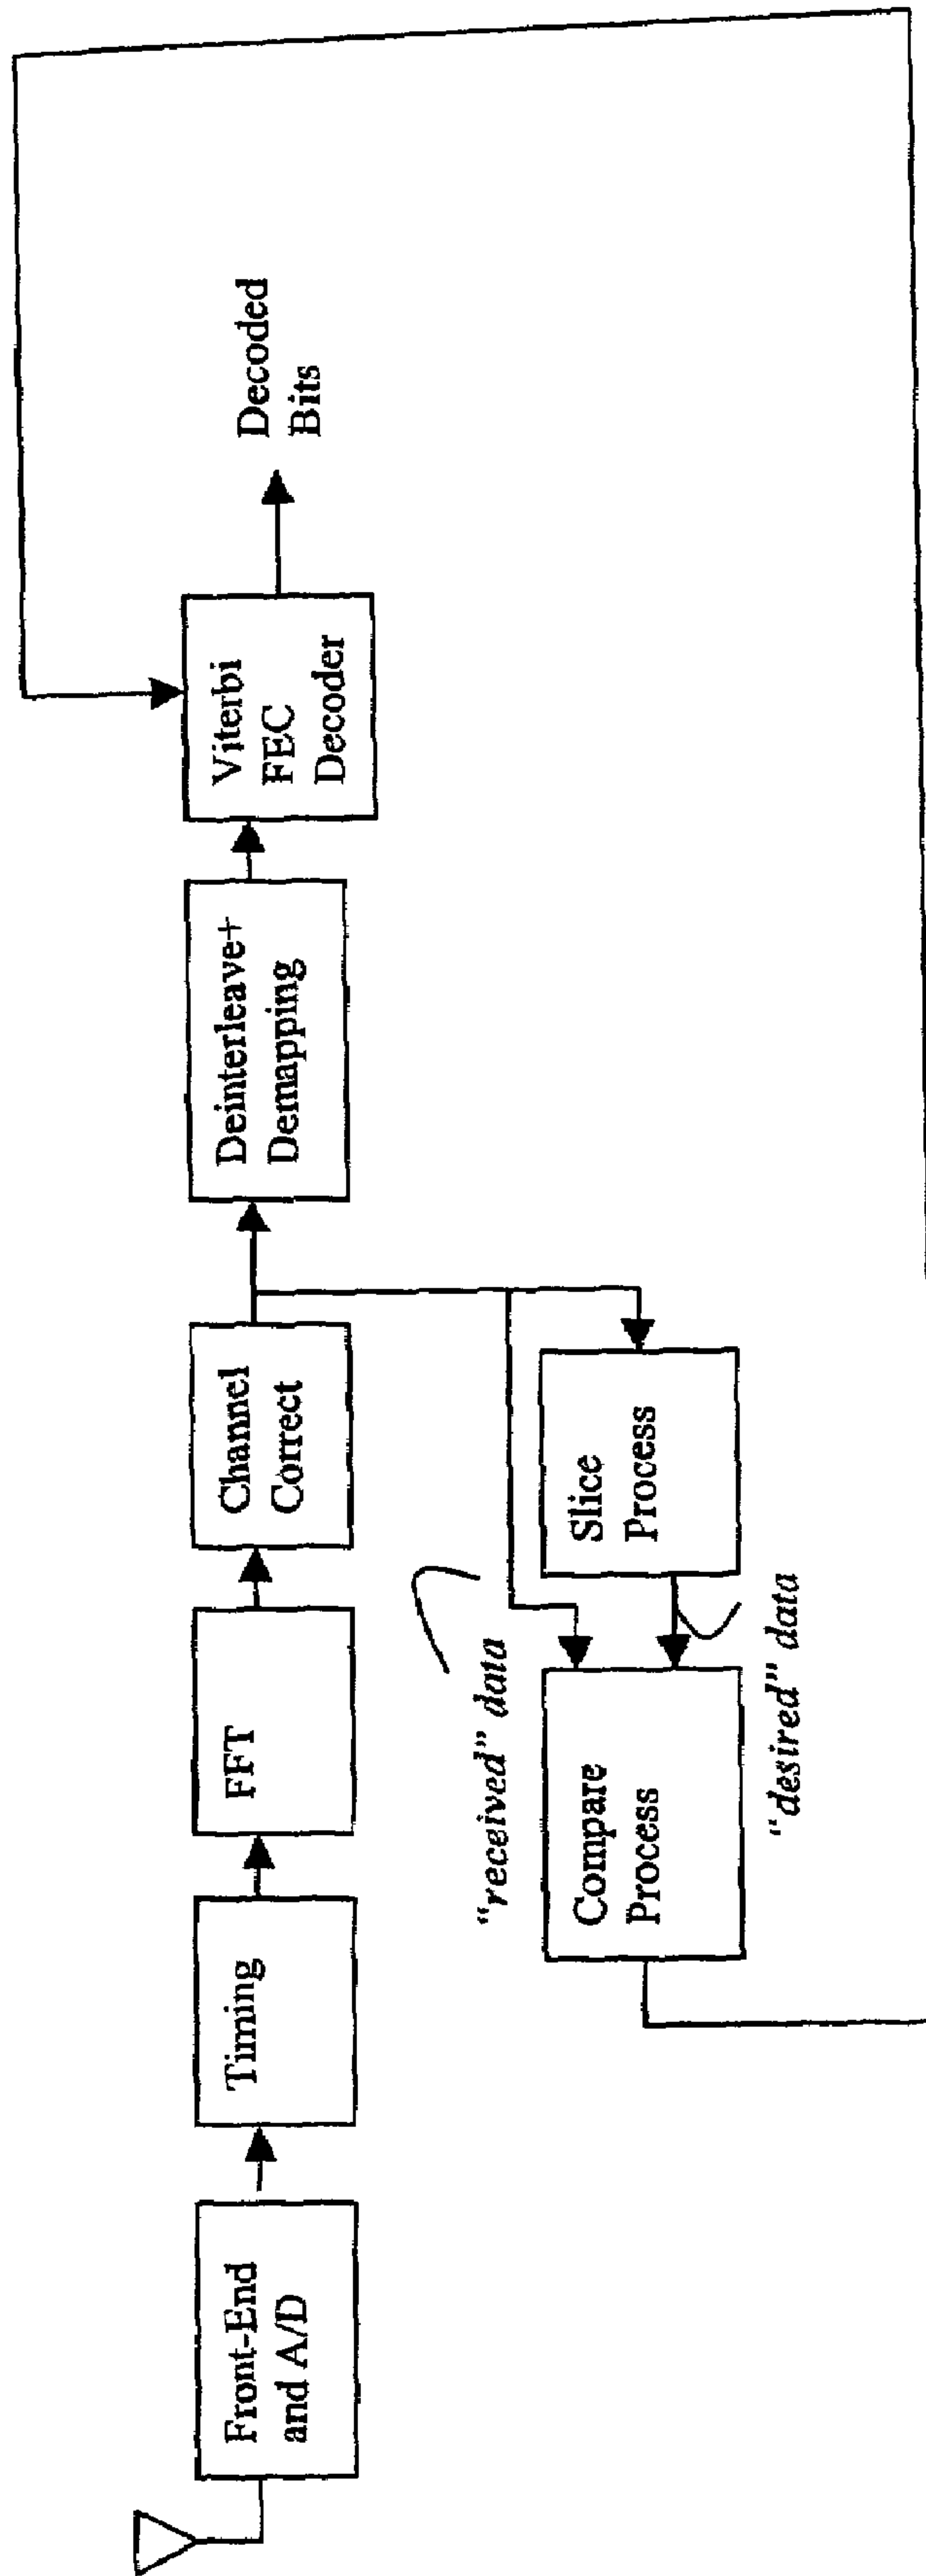 Front-End
and A/D
Timing
FFT
Channel
Correct
Deinterleave+
Demapping
Viterbi
FEC
Decoder
Decoded
Bits
"received" data
Compare
Process
Slice
Process
"desired" data